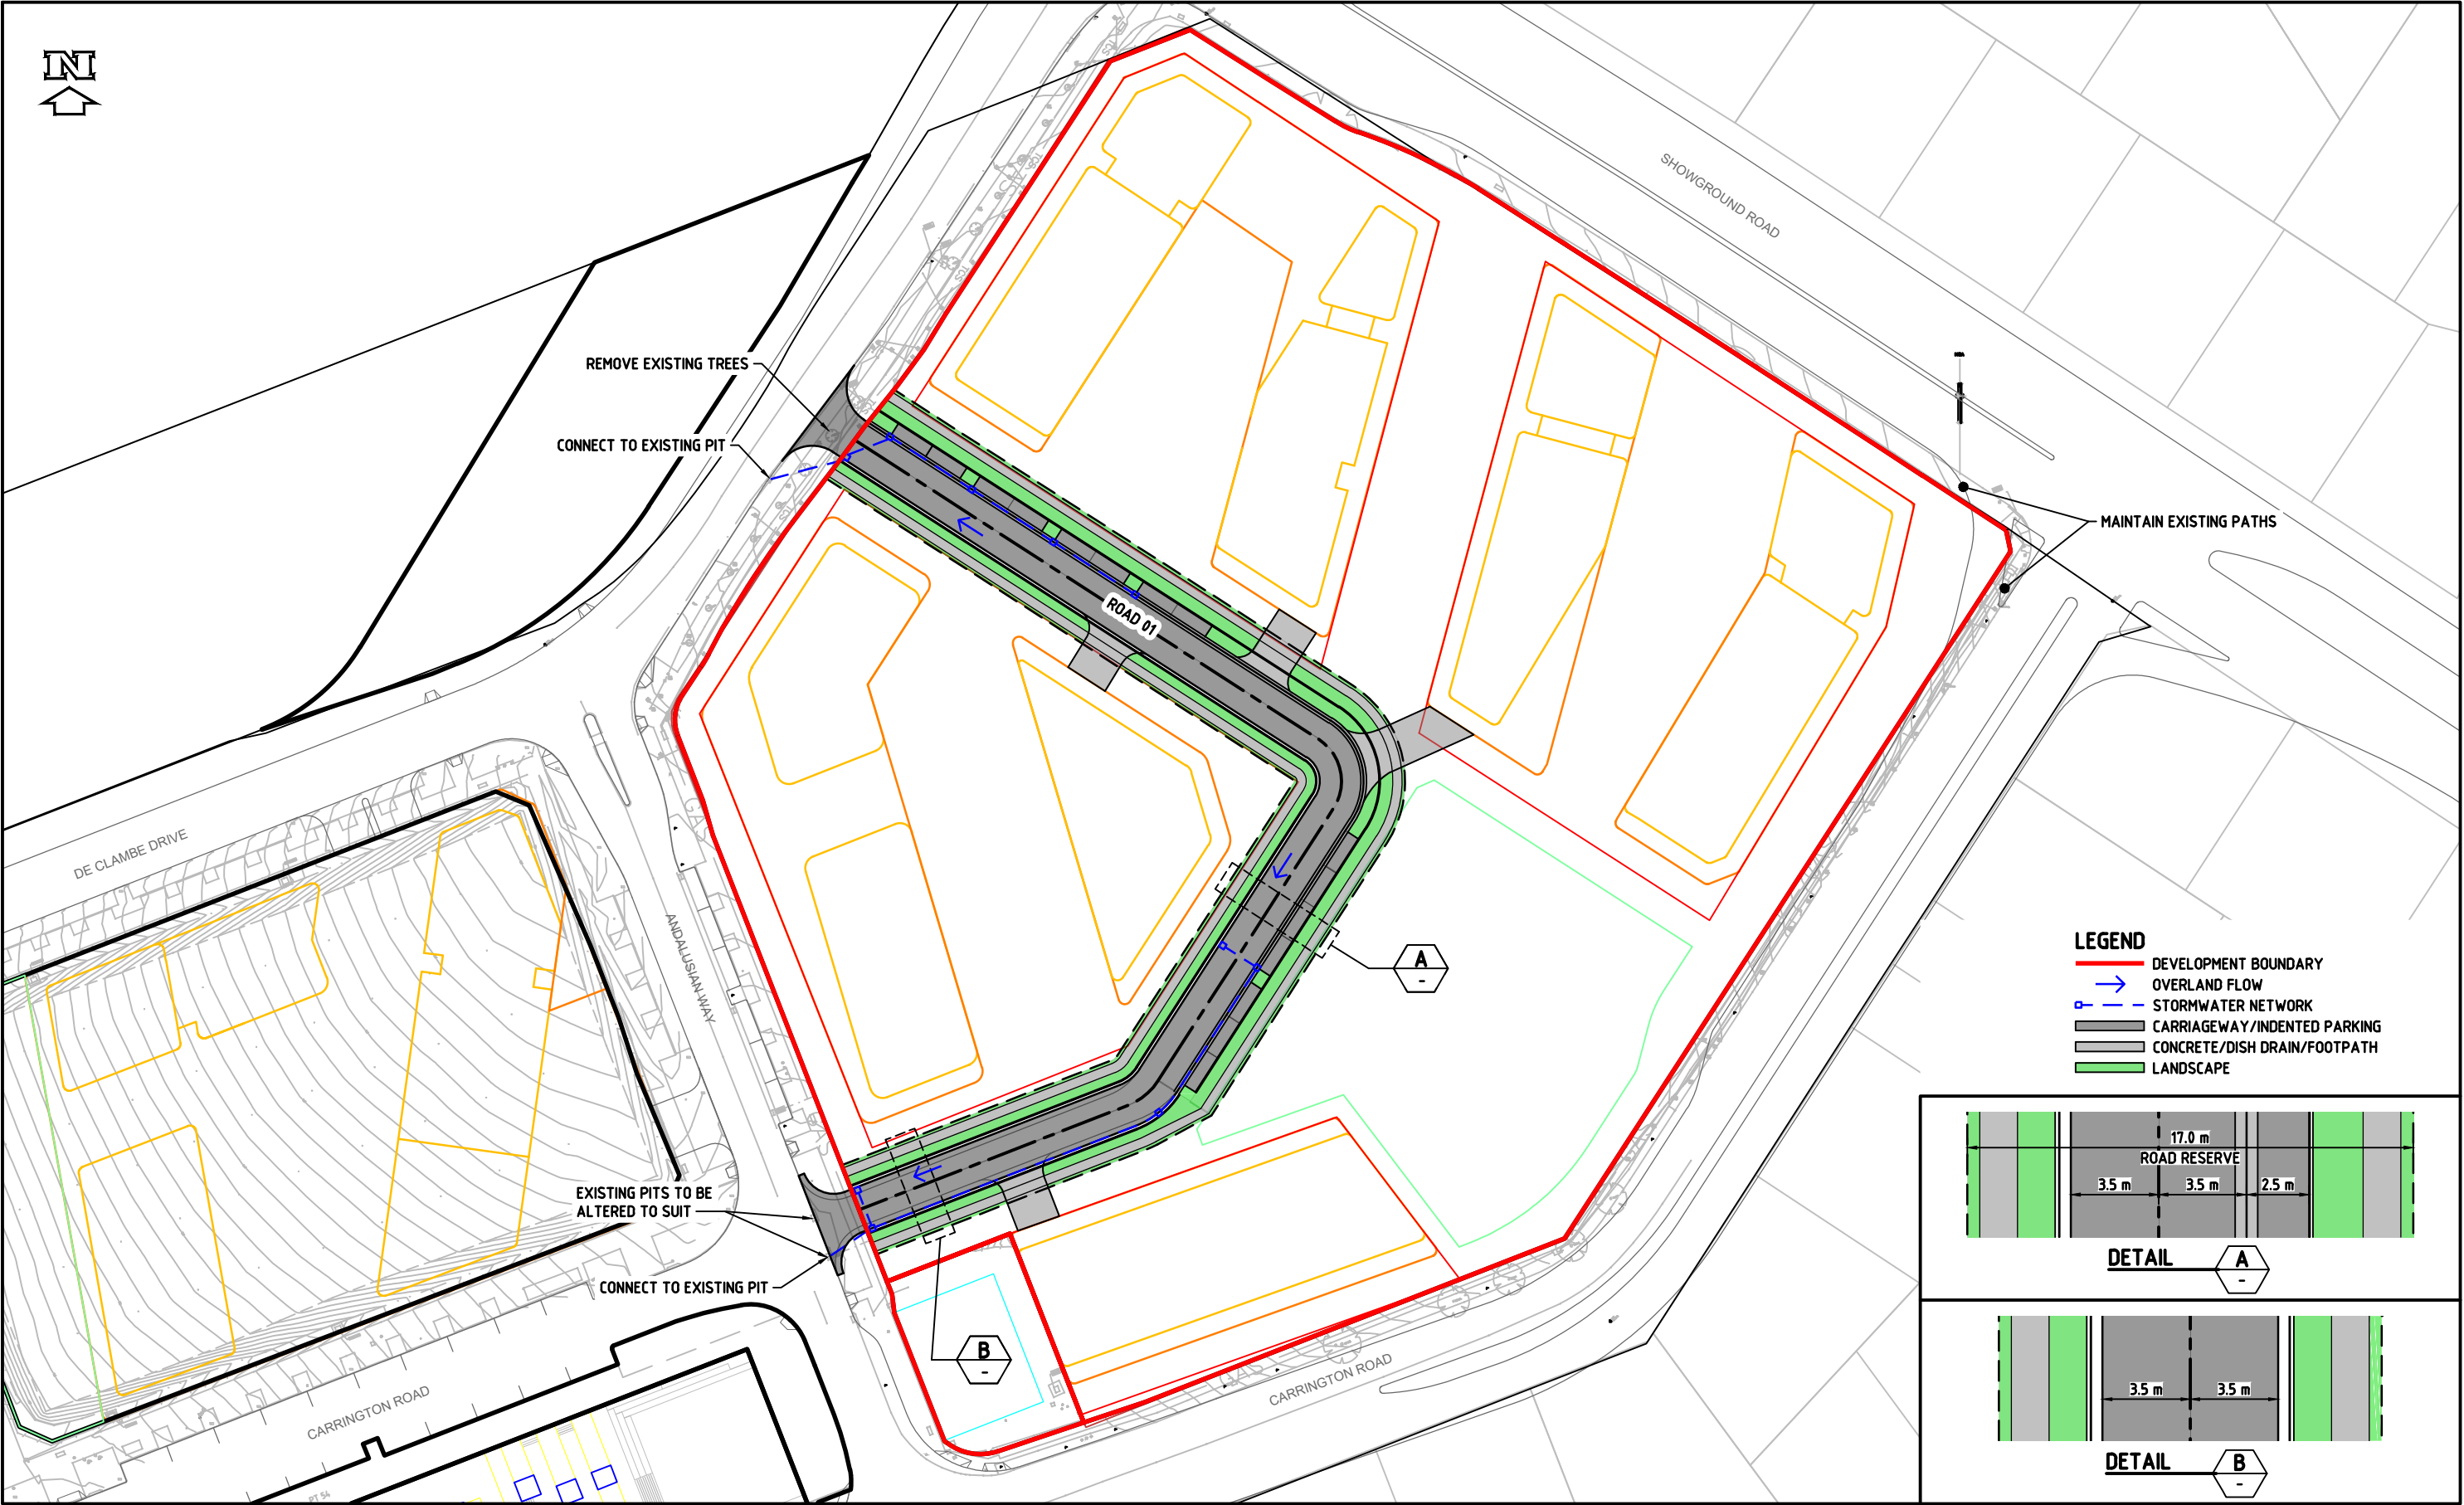 N
SHOWGROUND ROAD
REMOVE EXISTING TREES
CONNECT TO EXISTING PIT
MAINTAIN EXISTING PATHS
ROAD 01
DE CLAMBE DRIVE
ANDALUSIAN WAY
A
-
LEGEND
DEVELOPMENT BOUNDARY
OVERLAND FLOW
STORMWATER NETWORK
CARRIAGEWAY/INDENTED PARKING
CONCRETE/DISH DRAIN/FOOTPATH
LANDSCAPE
EXISTING PITS TO BE
ALTERED TO SUIT
CONNECT TO EXISTING PIT
B
-
CARRINGTON ROAD
CARRINGTON ROAD
PT 54
17.0 m
ROAD RESERVE
3.5 m 3.5 m 2.5 m
DETAIL A
-
3.5 m 3.5 m
DETAIL B
-